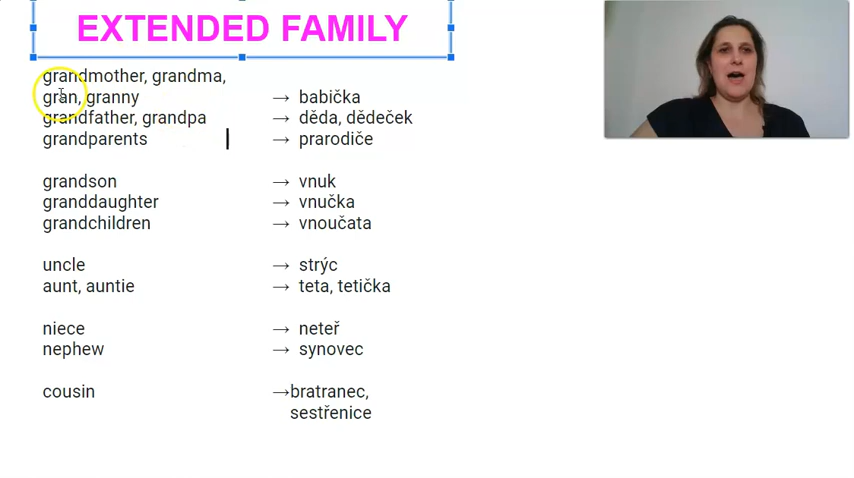 EXTENDED FAMILY
grandmother, grandma,
gran, granny → babička
grandfather, grandpa → děda, dědeček
grandparents → prarodiče
grandson → vnuk
granddaughter → vnučka
grandchildren → vnoučata
uncle → strýc
aunt, auntie → teta, tetička
niece → neteř
nephew → synovec
cousin →bratranec,
sestřenice